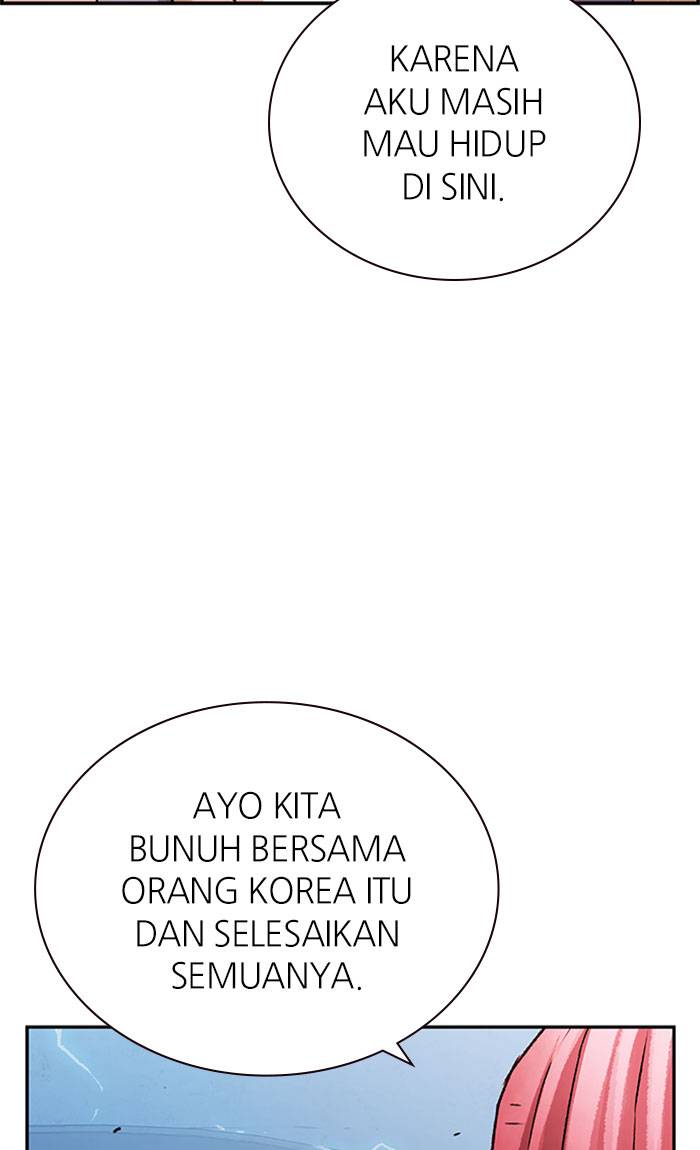 KARENA
AKU MASIH
MAU HIDUP
DI SINI.
AYO KITA
BUNUH BERSAMA
ORANG KOREA ITU
DAN SELESAIKAN
SEMUANYA.